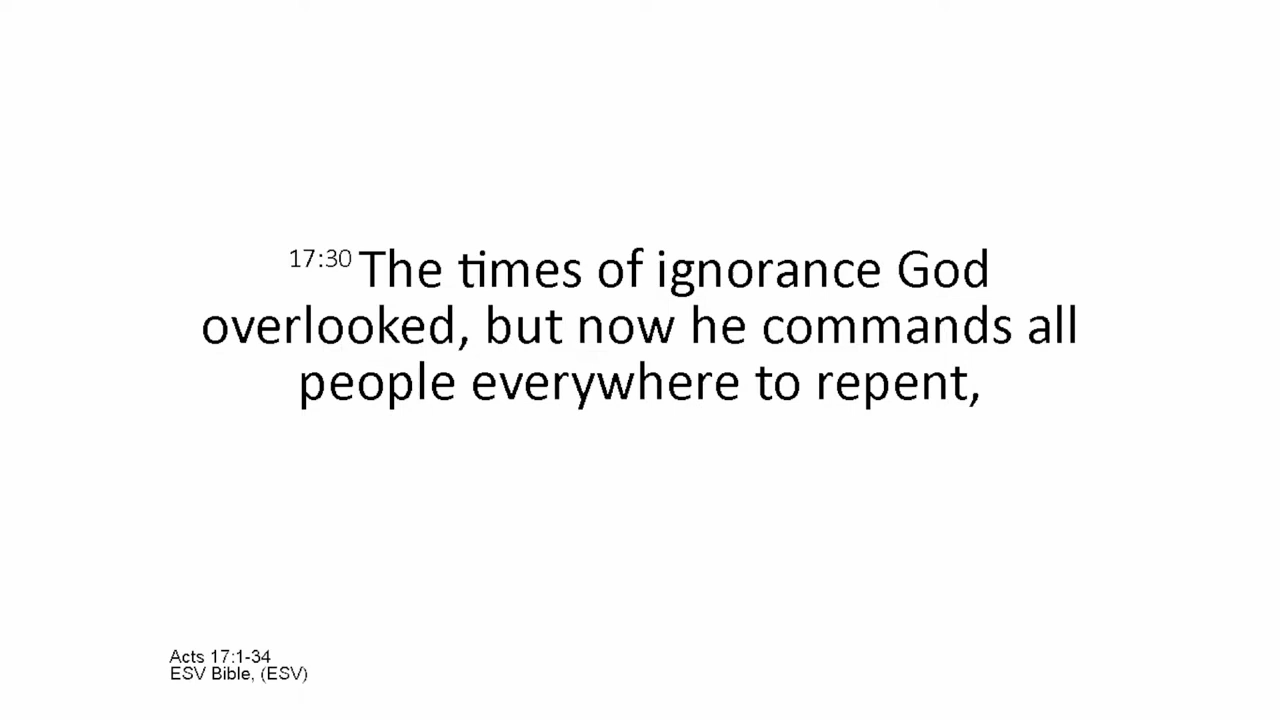 17:30 The times of ignorance God
overlooked, but now he commands all
people everywhere to repent,
Acts 17:1-34
ESV Bible, (ESV)